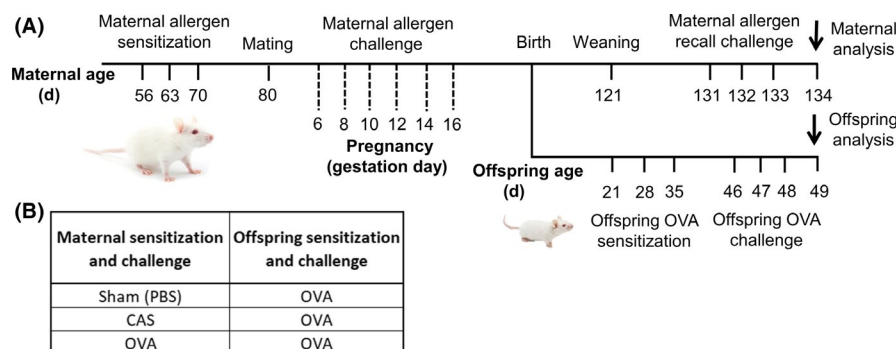 (A)
Maternal allergen
sensitization
Mating
Maternal allergen
challenge
Birth
Weaning
Maternal allergen
recall challenge
Maternal
analysis
Maternal age
(d)
56 63 70
80
6 8 10 12 14 16
121
131 132 133 134
Pregnancy
(gestation day)
Offspring
analysis
Offspring age
(d)
21 28 35
46 47 48 49
Offspring OVA
sensitization
Offspring OVA
challenge
(B)
Maternal sensitization
and challenge
Offspring sensitization
and challenge
Sham (PBS) OVA
CAS OVA
OVA OVA